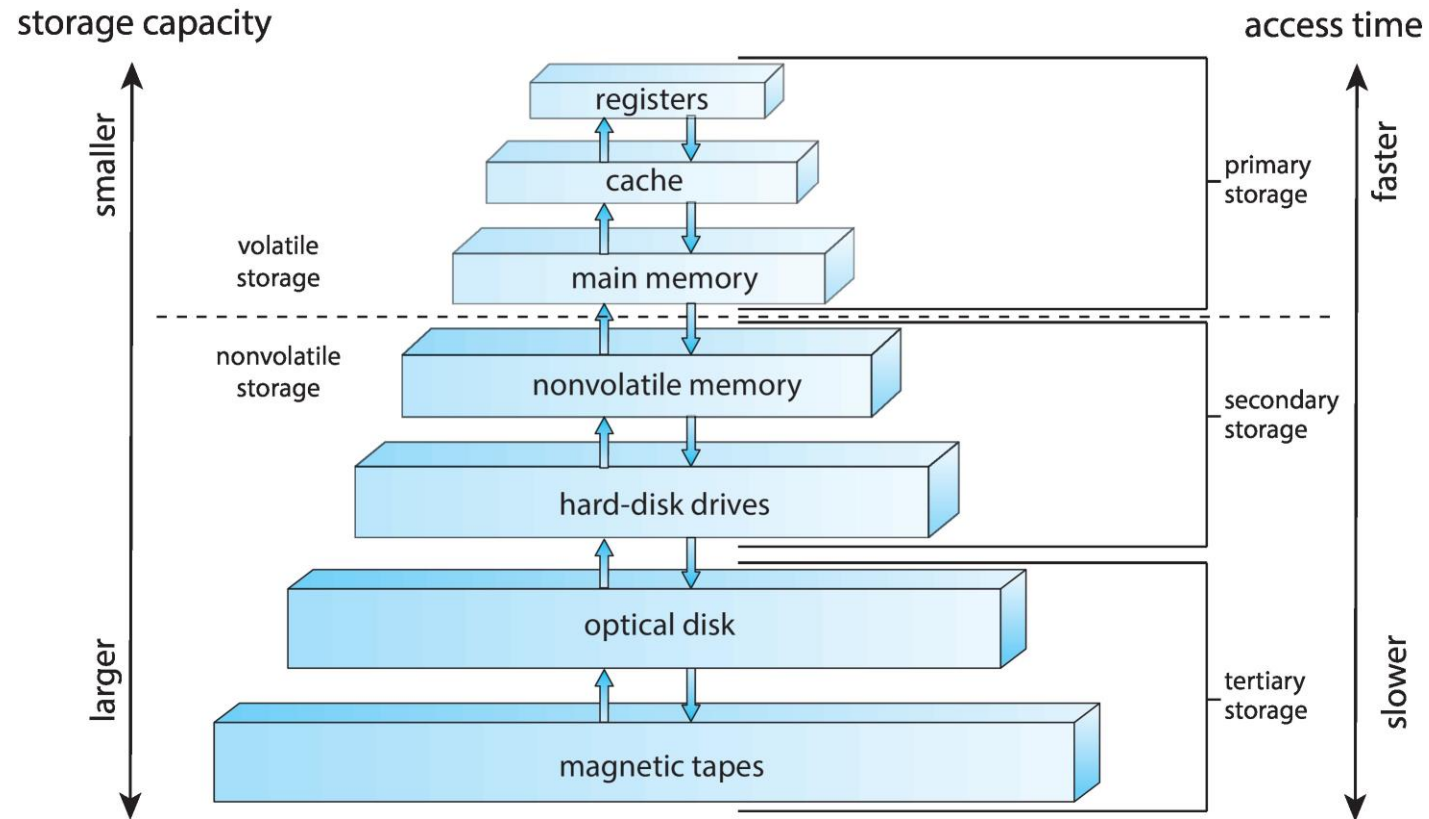 storage capacity
access time
smaller
faster
registers
cache
primary
storage
volatile
storage
main memory
nonvolatile
storage
nonvolatile memory
secondary
storage
hard-disk drives
optical disk
larger
slower
tertiary
storage
magnetic tapes